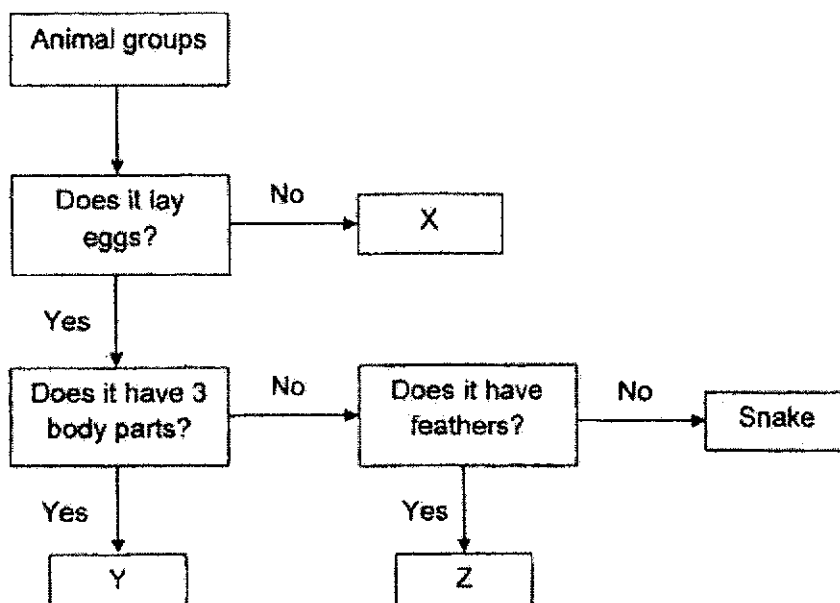 Animal groups
Does it lay
eggs?
No
X
Yes
Does it have 3
body parts?
No
Does it have
feathers?
No
Snake
Yes
Yes
Y
Z